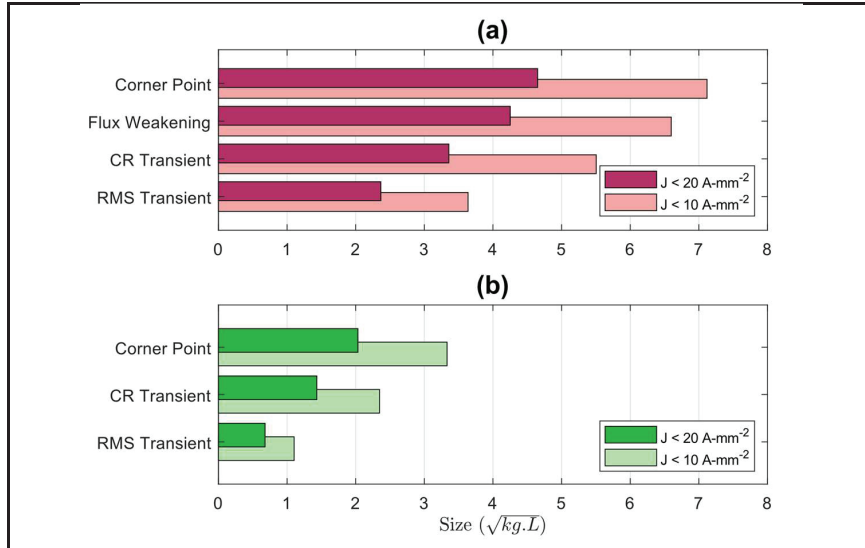 (a)
Corner Point
Flux Weakening
CR Transient
RMS Transient
J < 20 A-mm⁻²
J < 10 A-mm⁻²
0 1 2 3 4 5 6 7 8
(b)
Corner Point
CR Transient
RMS Transient
J < 20 A-mm⁻²
J < 10 A-mm⁻²
0 1 2 3 4 5 6 7 8
Size (√kg.L)